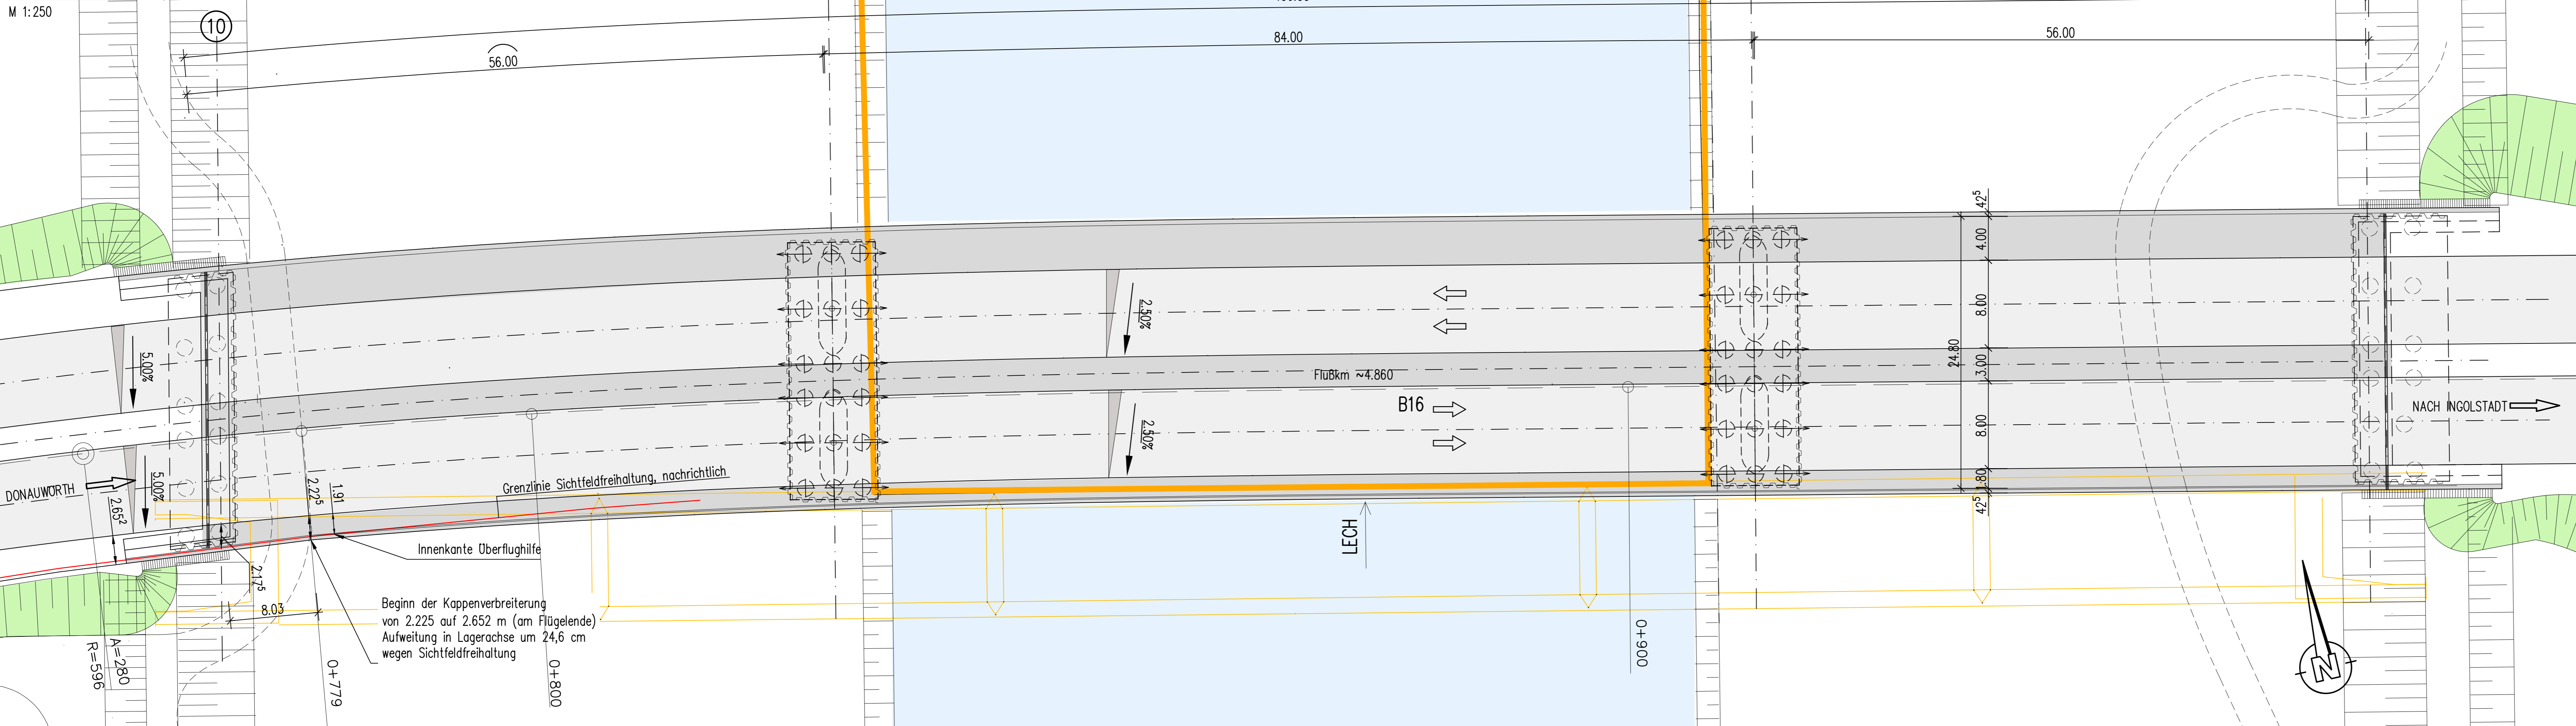 M 1:250
10
56.00
84.00
56.00
42⁵
4.00
8.00
24.80
3.00
8.00
1.80
42⁵
5.00%
2.50%
Flußkm ~4.860
B16
2.50%
NACH INGOLSTADT
DONAUWÖRTH
5.00%
2.65²
2.22⁵
1.91
Grenzlinie Sichtfeldfreihaltung, nachrichtlich
Innenkante Überflughilfe
LECH
2.17⁵
8.03
Beginn der Kappenverbreiterung
von 2.225 auf 2.652 m (am Flügelende)
Aufweitung in Lagerachse um 24,6 cm
wegen Sichtfeldfreihaltung
R=596
A=280
0+779
0+800
0+900
N